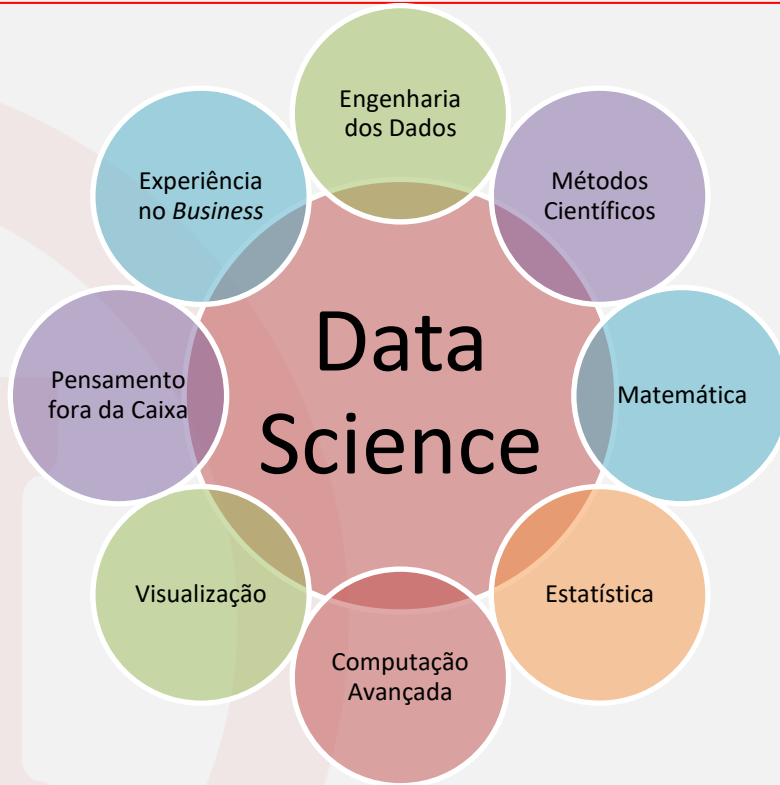 Data
Science
Engenharia
dos Dados
Métodos
Científicos
Matemática
Estatística
Computação
Avançada
Visualização
Pensamento
fora da Caixa
Experiência
no Business